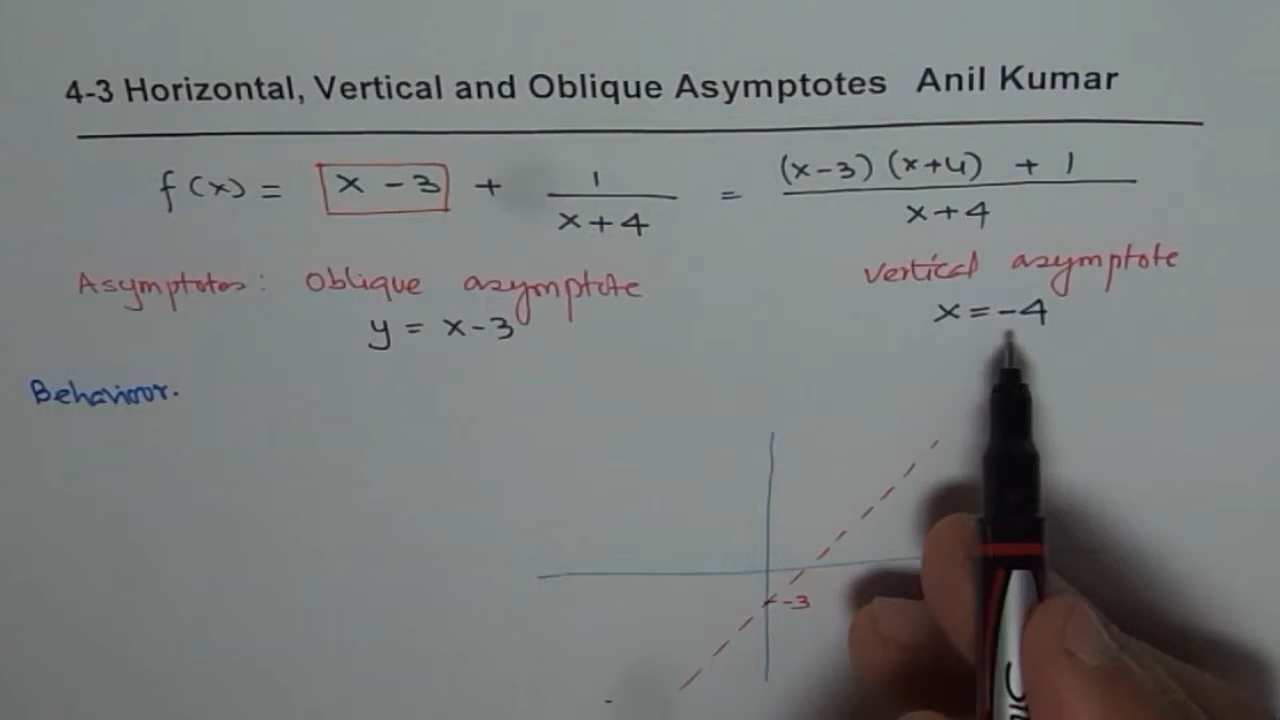 4-3 Horizontal, Vertical and Oblique Asymptotes Anil Kumar
f(x) = x - 3 + 1/(x+4) = ((x-3)(x+4) + 1)/(x+4)
Asymptotes: Oblique asymptote
y = x-3
Vertical asymptote
x = -4
Behaviour.
-3